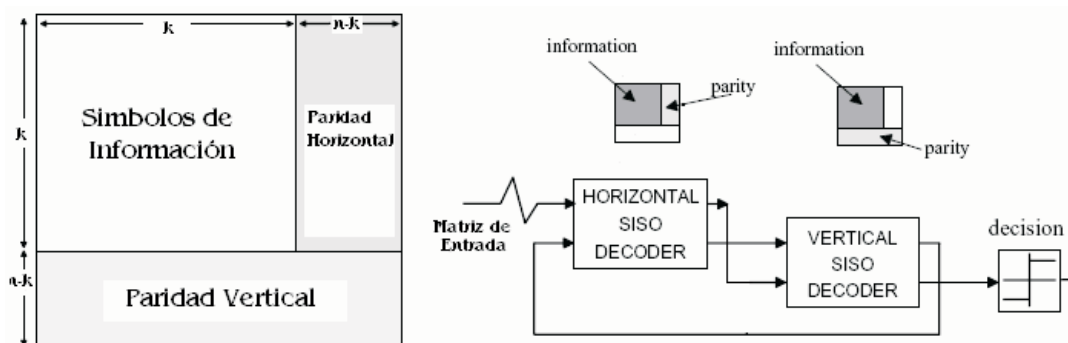 k
n-k
k
Simbolos de
Información
Paridad
Horizontal
n-k
Paridad Vertical
information
parity
information
parity
Matriz de
Entrada
HORIZONTAL
SISO
DECODER
VERTICAL
SISO
DECODER
decision